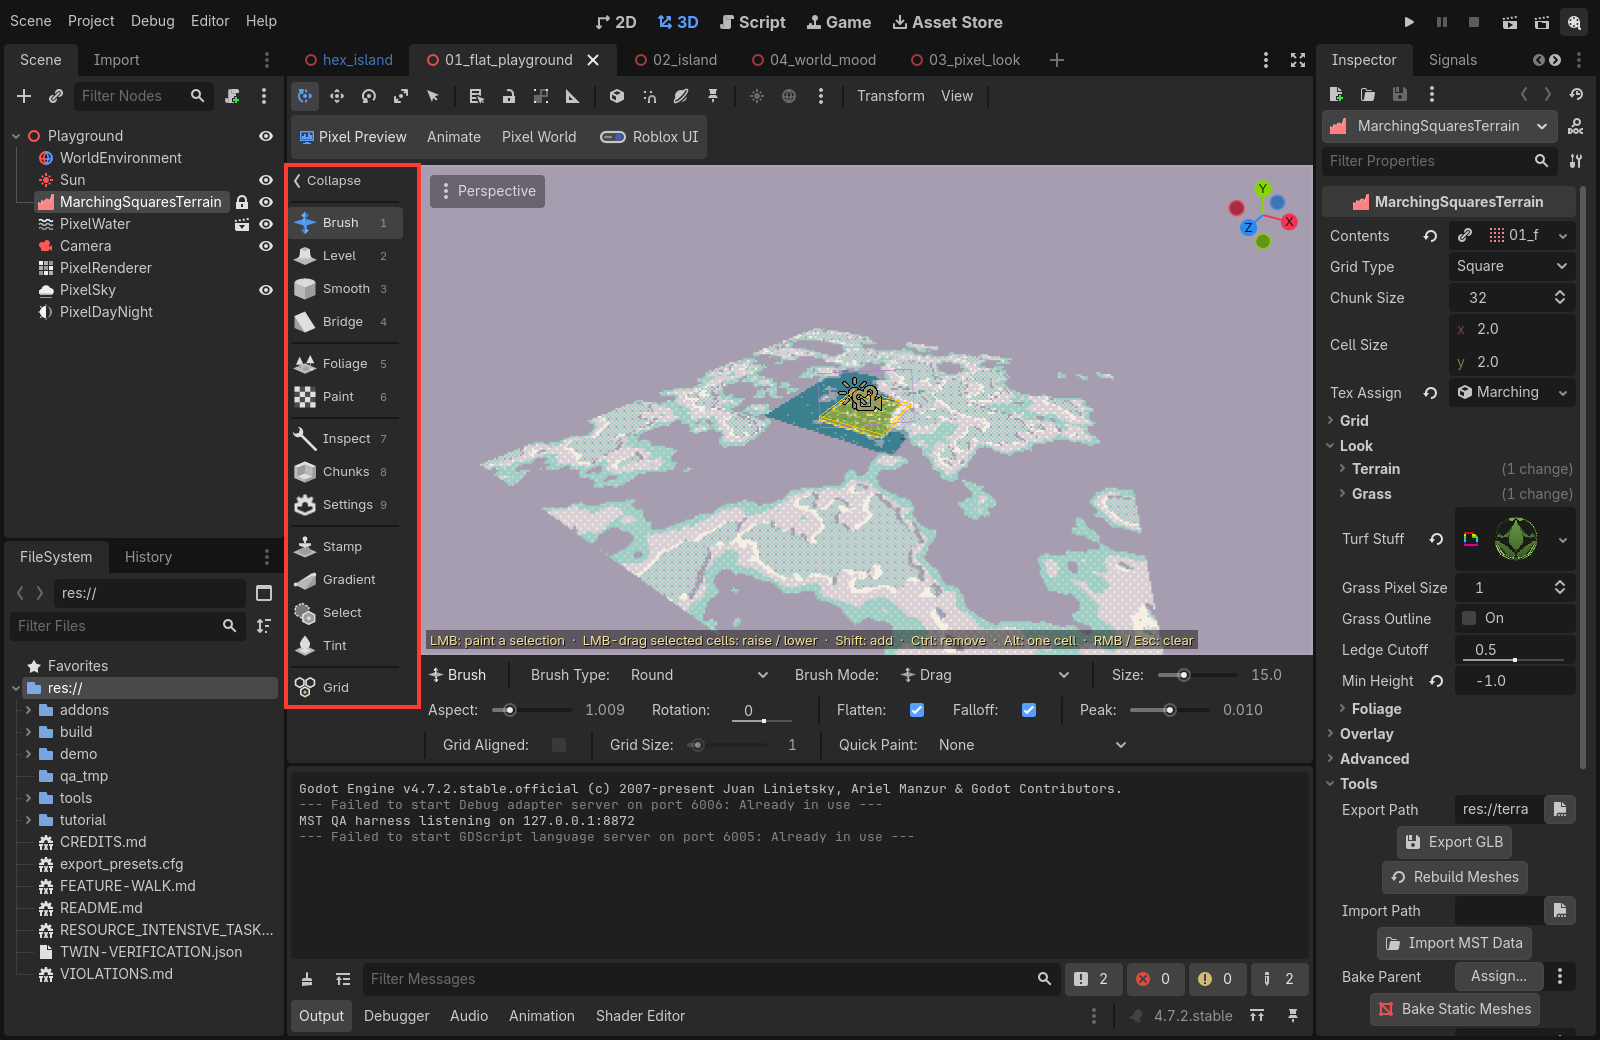 Scene Project Debug Editor Help
2D 3D Script Game Asset Store
Scene Import
Filter Nodes
Playground
WorldEnvironment
Sun
MarchingSquaresTerrain
PixelWater
Camera
PixelRenderer
PixelSky
PixelDayNight
FileSystem History
res://
Filter Files
Favorites
res://
addons
build
demo
qa_tmp
tools
tutorial
CREDITS.md
export_presets.cfg
FEATURE-WALK.md
README.md
RESOURCE_INTENSIVE_TASK...
TWIN-VERIFICATION.json
VIOLATIONS.md
hex_island 01_flat_playground 02_island 04_world_mood 03_pixel_look
Transform View
Pixel Preview Animate Pixel World Roblox UI
Collapse
Brush 1
Level 2
Smooth 3
Bridge 4
Foliage 5
Paint 6
Inspect 7
Chunks 8
Settings 9
Stamp
Gradient
Select
Tint
Grid
Perspective
Y
X
Z
LMB: paint a selection · LMB-drag selected cells: raise / lower · Shift: add · Ctrl: remove · Alt: one cell · RMB / Esc: clear
Brush Brush Type: Round Brush Mode: Drag Size: 15.0
Aspect: 1.009 Rotation: 0 Flatten: Falloff: Peak: 0.010
Grid Aligned: Grid Size: 1 Quick Paint: None
Godot Engine v4.7.2.stable.official (c) 2007-present Juan Linietsky, Ariel Manzur & Godot Contributors.
--- Failed to start Debug adapter server on port 6006: Already in use ---
MST QA harness listening on 127.0.0.1:8872
--- Failed to start GDScript language server on port 6005: Already in use ---
Filter Messages 2 0 0 2
Output Debugger Audio Animation Shader Editor 4.7.2.stable
Inspector Signals
MarchingSquaresTerrain DOC
Filter Properties
MarchingSquaresTerrain
Contents 01_f
Grid Type Square
Chunk Size 32
Cell Size x 2.0
y 2.0
Tex Assign Marching
Grid
Look
Terrain (1 change)
Grass (1 change)
Turf Stuff
Grass Pixel Size 1
Grass Outline On
Ledge Cutoff 0.5
Min Height -1.0
Foliage
Overlay
Advanced
Tools
Export Path res://terra
Export GLB
Rebuild Meshes
Import Path
Import MST Data
Bake Parent Assign...
Bake Static Meshes